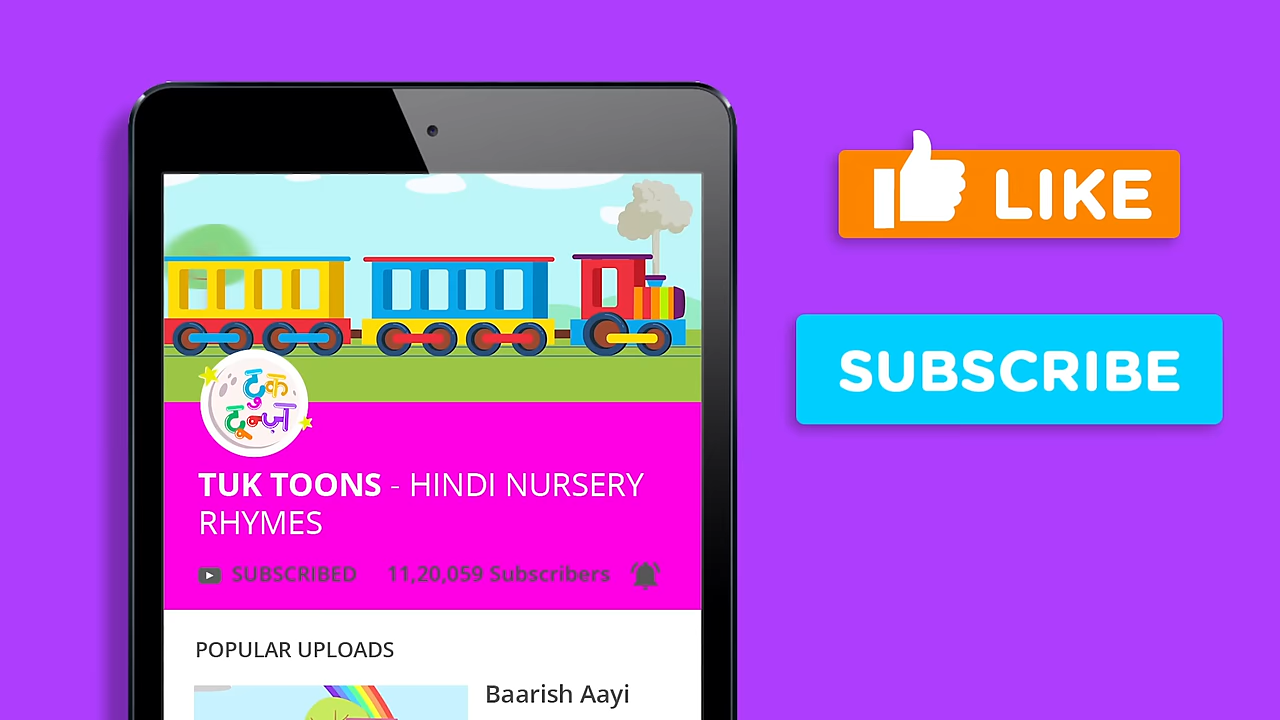 LIKE
SUBSCRIBE
टुक
टून्ज़
TUK TOONS - HINDI NURSERY
RHYMES
SUBSCRIBED 11,20,059 Subscribers
POPULAR UPLOADS
Baarish Aayi